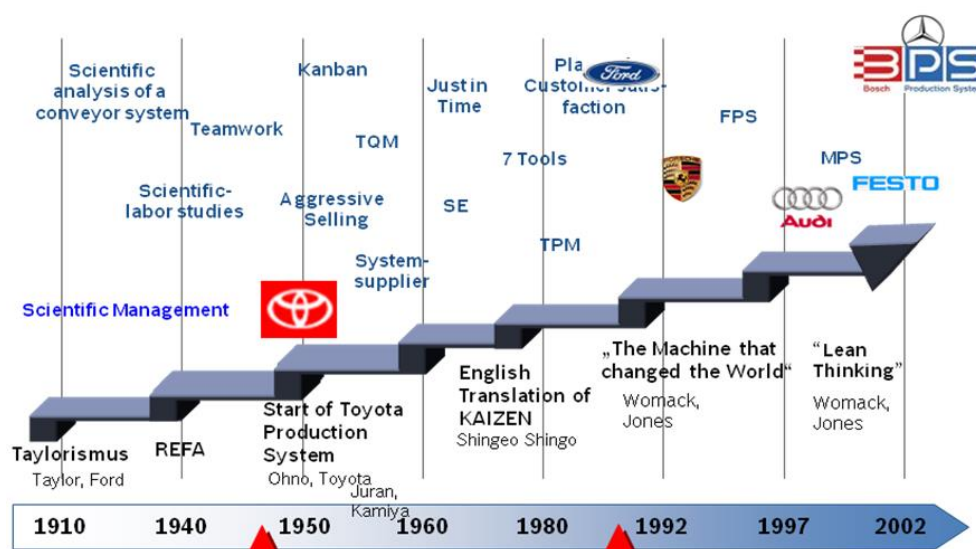 Scientific
analysis of a
conveyor system
Teamwork
Scientific-
labor studies
Scientific Management
Kanban
TQM
Aggressive
Selling
System-
supplier
Just in
Time
SE
Ford
Customer
faction
7 Tools
TPM
FPS
MPS
Audi
FESTO
BPS
Bosch Production
Taylorismus
Taylor, Ford
REFA
Start of Toyota
Production
System
Ohno, Toyota
Juran,
Kamiya
English
Translation of
KAIZEN
Shingeo Shingo
„The Machine that
changed the World“
Womack,
Jones
“Lean
Thinking”
Womack,
Jones
1910 1940 1950 1960 1980 1992 1997 2002